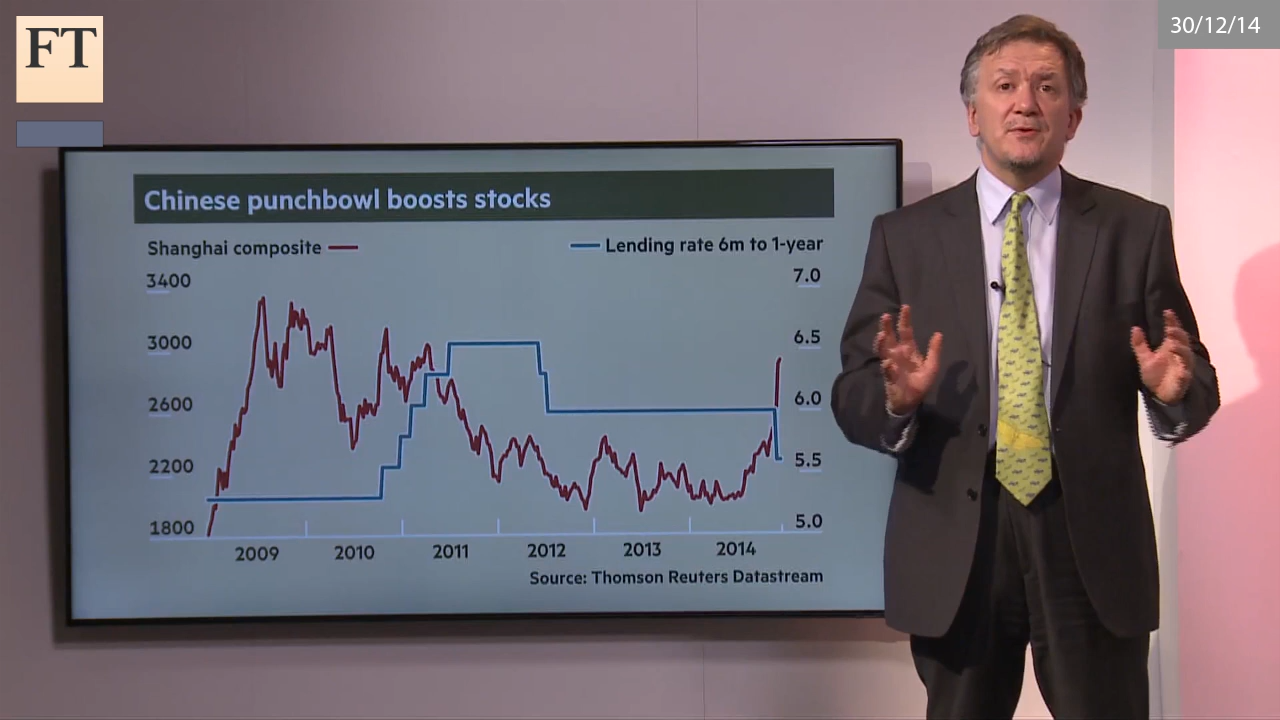 FT
30/12/14
Chinese punchbowl boosts stocks
Shanghai composite
Lending rate 6m to 1-year
3400
7.0
3000
6.5
2600
6.0
2200
5.5
1800
5.0
2009 2010 2011 2012 2013 2014
Source: Thomson Reuters Datastream